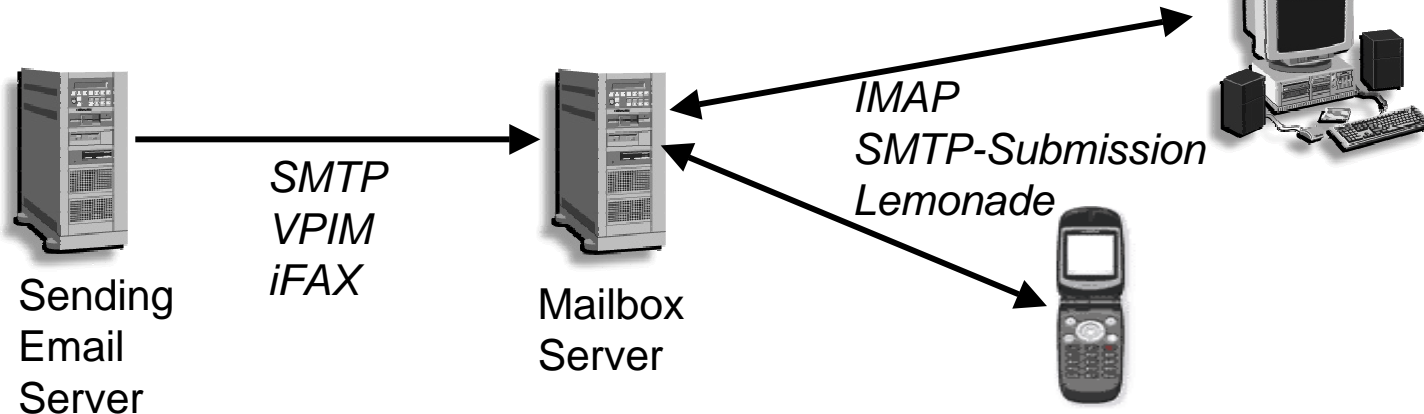 IMAP
SMTP-Submission
Lemonade
SMTP
VPIM
iFAX
Sending
Email
Server
Mailbox
Server